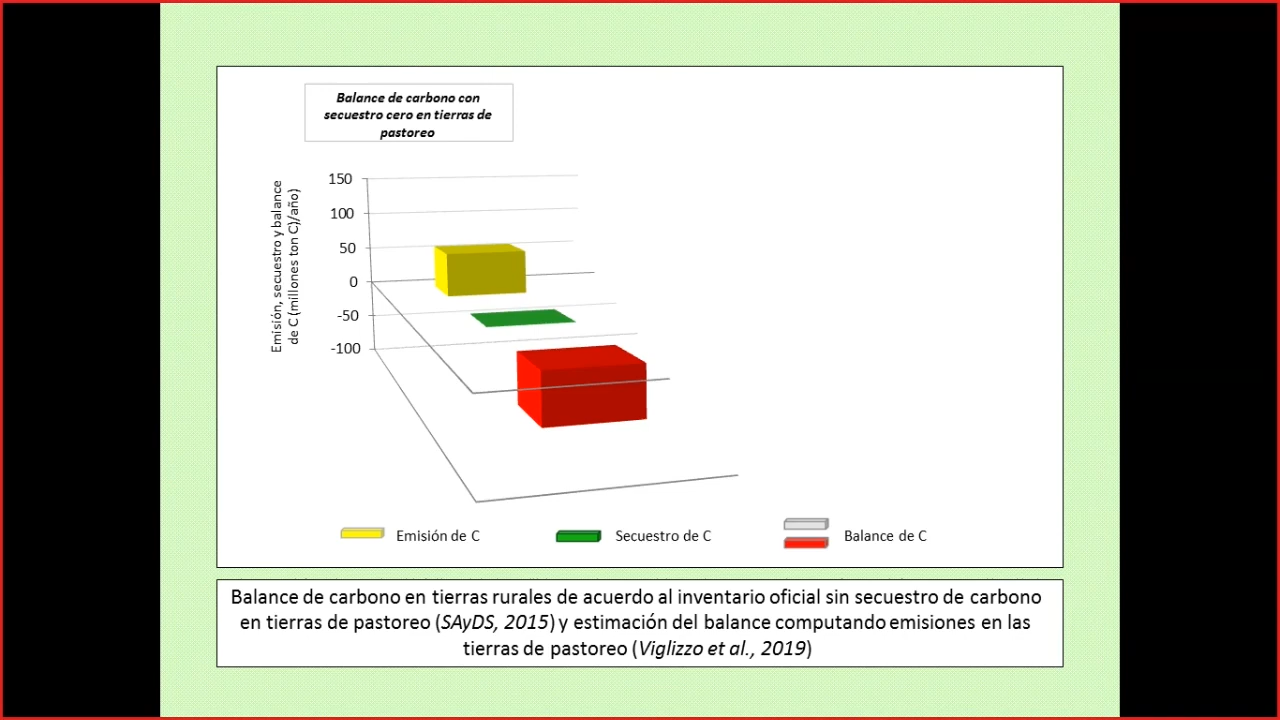 Balance de carbono con
secuestro cero en tierras de
pastoreo
Emisión, secuestro y balance
de C (millones ton C)/año)
150
100
50
0
-50
-100
Emisión de C
Secuestro de C
Balance de C
Balance de carbono en tierras rurales de acuerdo al inventario oficial sin secuestro de carbono
en tierras de pastoreo (SAyDS, 2015) y estimación del balance computando emisiones en las
tierras de pastoreo (Viglizzo et al., 2019)